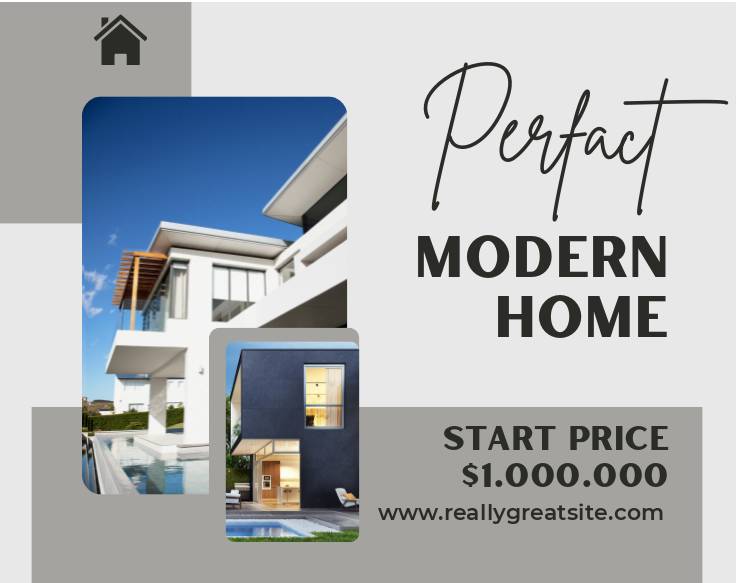 Perfact
MODERN
HOME
START PRICE
$1.000.000
www.reallygreatsite.com